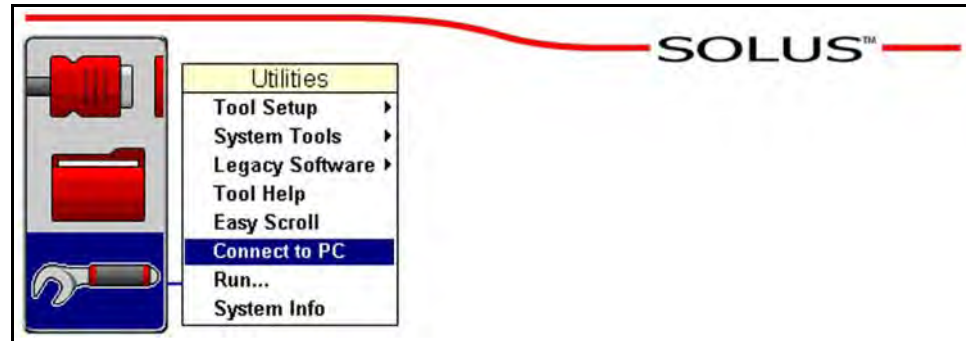 SOLUS™
Utilities
Tool Setup
System Tools
Legacy Software
Tool Help
Easy Scroll
Connect to PC
Run...
System Info